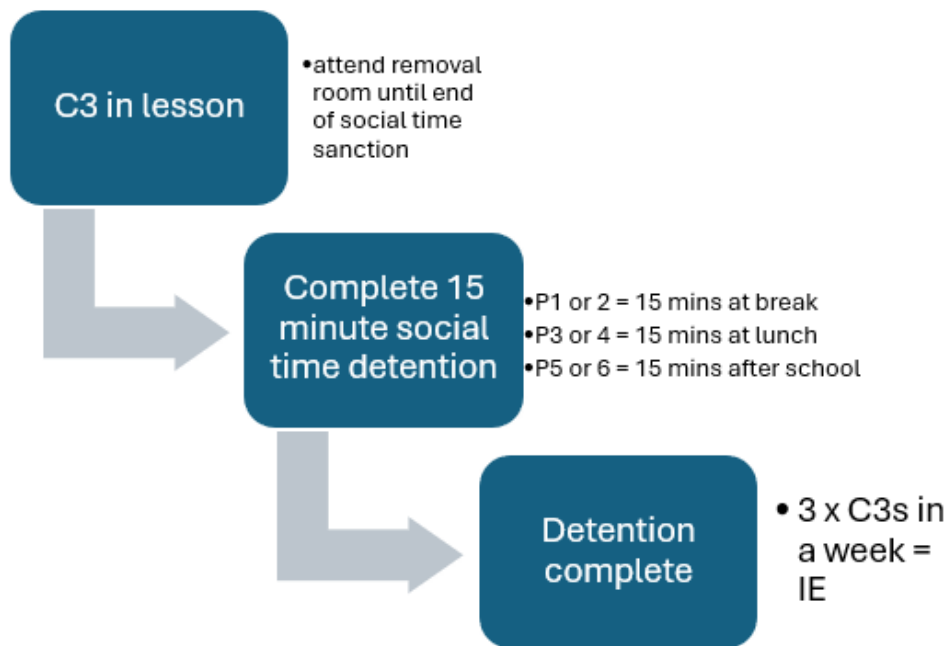 C3 in lesson
•attend removal
room until end
of social time
sanction
Complete 15
minute social
time detention
•P1 or 2 = 15 mins at break
•P3 or 4 = 15 mins at lunch
•P5 or 6 = 15 mins after school
Detention
complete
• 3 x C3s in
a week =
IE